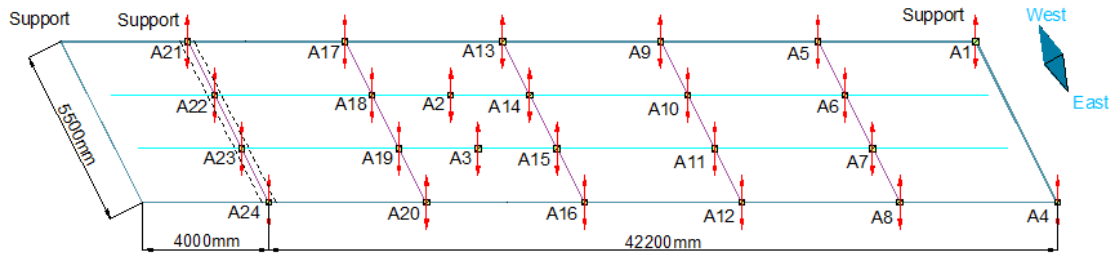 Support
Support
Support
West
A21
A17
A13
A9
A5
A1
A22
A18
A2
A14
A10
A6
East
5500mm
A23
A19
A3
A15
A11
A7
A24
A20
A16
A12
A8
A4
4000mm
42200mm